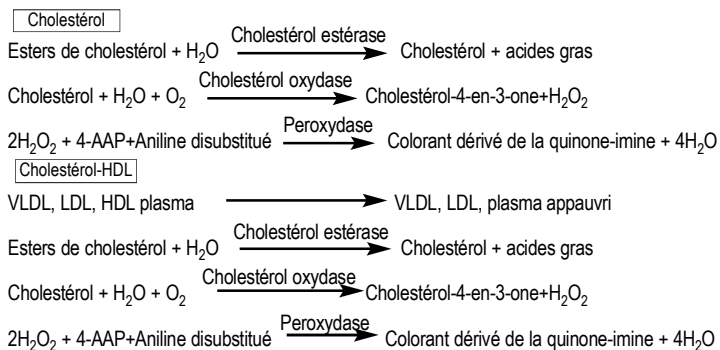 Cholestérol
Esters de cholestérol + H₂O Cholestérol estérase Cholestérol + acides gras
Cholestérol + H₂O + O₂ Cholestérol oxydase Cholestérol-4-en-3-one+H₂O₂
2H₂O₂ + 4-AAP+Aniline disubstitué Peroxydase Colorant dérivé de la quinone-imine + 4H₂O
Cholestérol-HDL
VLDL, LDL, HDL plasma VLDL, LDL, plasma appauvri
Esters de cholestérol + H₂O Cholestérol estérase Cholestérol + acides gras
Cholestérol + H₂O + O₂ Cholestérol oxydase Cholestérol-4-en-3-one+H₂O₂
2H₂O₂ + 4-AAP+Aniline disubstitué Peroxydase Colorant dérivé de la quinone-imine + 4H₂O